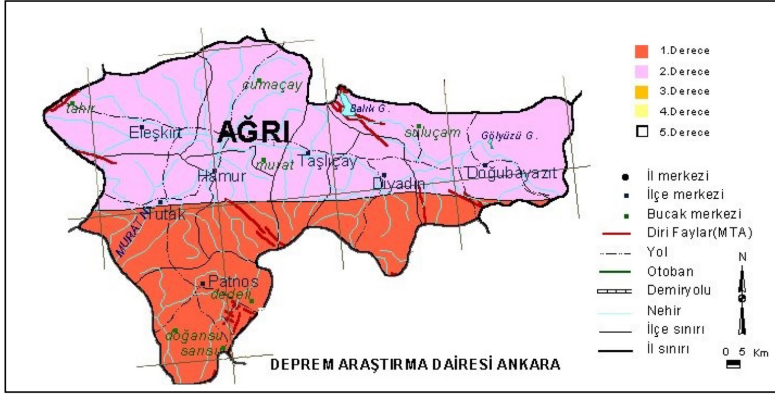 cumaçay
tahir
Balık G.
Eleşkirt
AĞRI
suluçam
Gölyüzü G.
Taşlıçay
murat
Hamur
Diyadin
Doğubayazıt
Tutak
MURAT N.
Patnos
dedeli
doğansu
sarısu
DEPREM ARAŞTIRMA DAİRESİ ANKARA
1.Derece
2.Derece
3.Derece
4.Derece
5.Derece
İl merkezi
İlçe merkezi
Bucak merkezi
Diri Faylar(MTA)
Yol
Otoban
Demiryolu
Nehir
İlçe sınırı
İl sınırı
N
0 5 Km